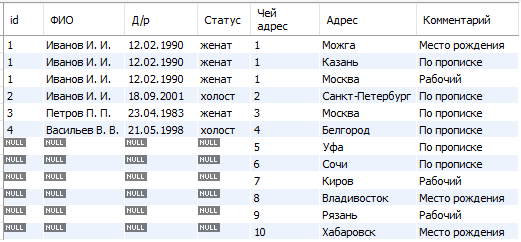 id ФИО Д/р Статус Чей адрес Адрес Комментарий
1 Иванов И. И. 12.02.1990 женат 1 Можга Место рождения
1 Иванов И. И. 12.02.1990 женат 1 Казань По прописке
1 Иванов И. И. 12.02.1990 женат 1 Москва Рабочий
2 Иванов И. И. 18.09.2001 холост 2 Санкт-Петербург По прописке
3 Петров П. П. 23.04.1983 женат 3 Москва По прописке
4 Васильев В. В. 21.05.1998 холост 4 Белгород По прописке
NULL NULL NULL NULL 5 Уфа По прописке
NULL NULL NULL NULL 6 Сочи По прописке
NULL NULL NULL NULL 7 Киров Рабочий
NULL NULL NULL NULL 8 Владивосток Место рождения
NULL NULL NULL NULL 9 Рязань Рабочий
NULL NULL NULL NULL 10 Хабаровск Место рождения